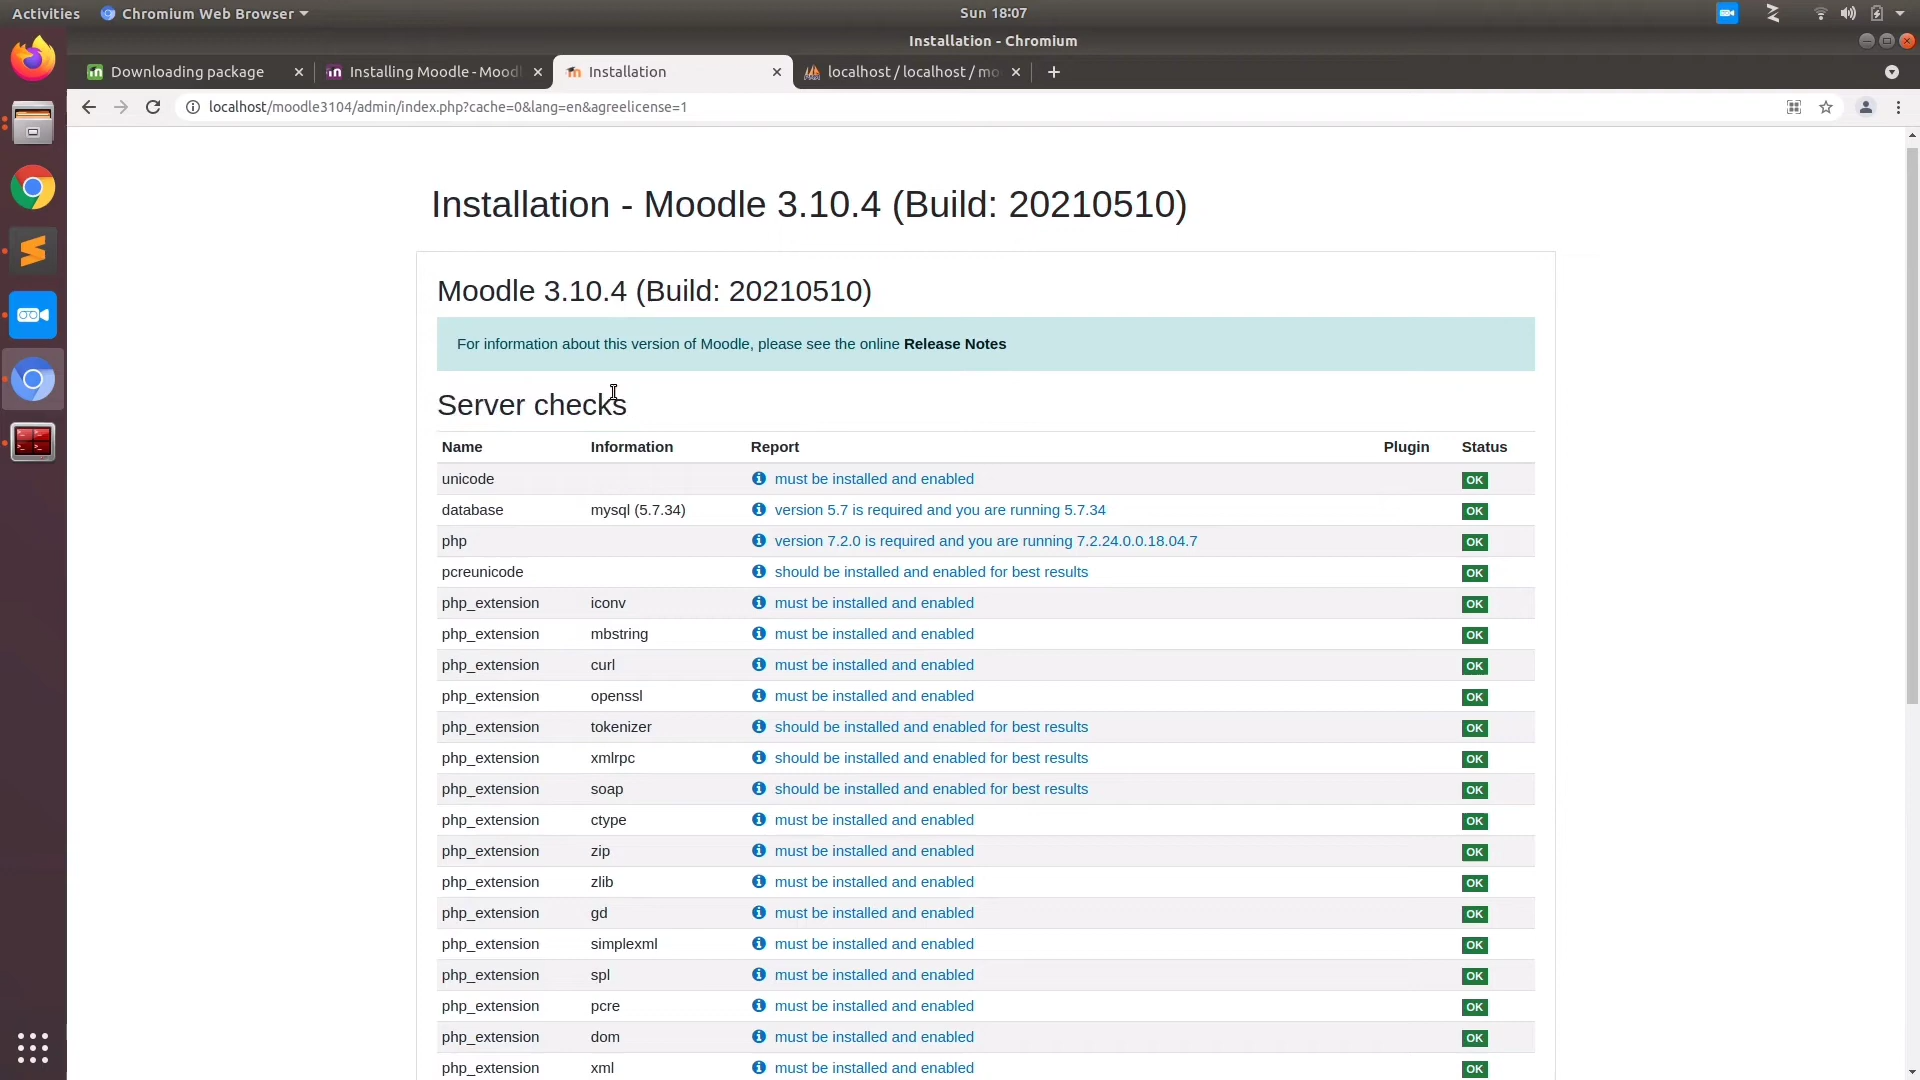 Activities Chromium Web Browser Sun 18:07
Installation - Chromium
Downloading package Installing Moodle - Mood Installation localhost / localhost / mo
localhost/moodle3104/admin/index.php?cache=0&lang=en&agreelicense=1
Installation - Moodle 3.10.4 (Build: 20210510)
Moodle 3.10.4 (Build: 20210510)
For information about this version of Moodle, please see the online Release Notes
Server checks
Name Information Report Plugin Status
unicode must be installed and enabled OK
database mysql (5.7.34) version 5.7 is required and you are running 5.7.34 OK
php version 7.2.0 is required and you are running 7.2.24.0.0.18.04.7 OK
pcreunicode should be installed and enabled for best results OK
php_extension iconv must be installed and enabled OK
php_extension mbstring must be installed and enabled OK
php_extension curl must be installed and enabled OK
php_extension openssl must be installed and enabled OK
php_extension tokenizer should be installed and enabled for best results OK
php_extension xmlrpc should be installed and enabled for best results OK
php_extension soap should be installed and enabled for best results OK
php_extension ctype must be installed and enabled OK
php_extension zip must be installed and enabled OK
php_extension zlib must be installed and enabled OK
php_extension gd must be installed and enabled OK
php_extension simplexml must be installed and enabled OK
php_extension spl must be installed and enabled OK
php_extension pcre must be installed and enabled OK
php_extension dom must be installed and enabled OK
php_extension xml must be installed and enabled OK